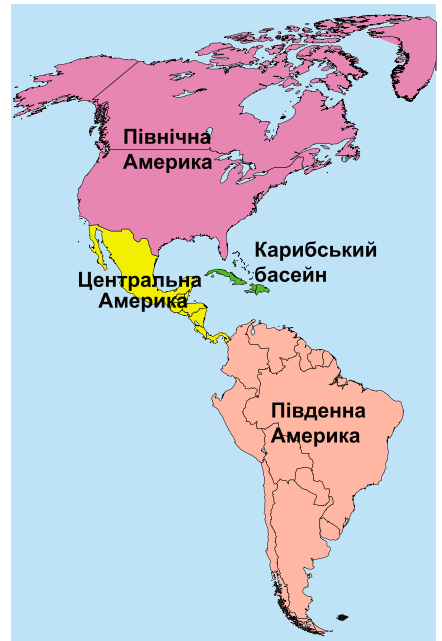 Північна
Америка
Карибський
басейн
Центральна
Америка
Південна
Америка